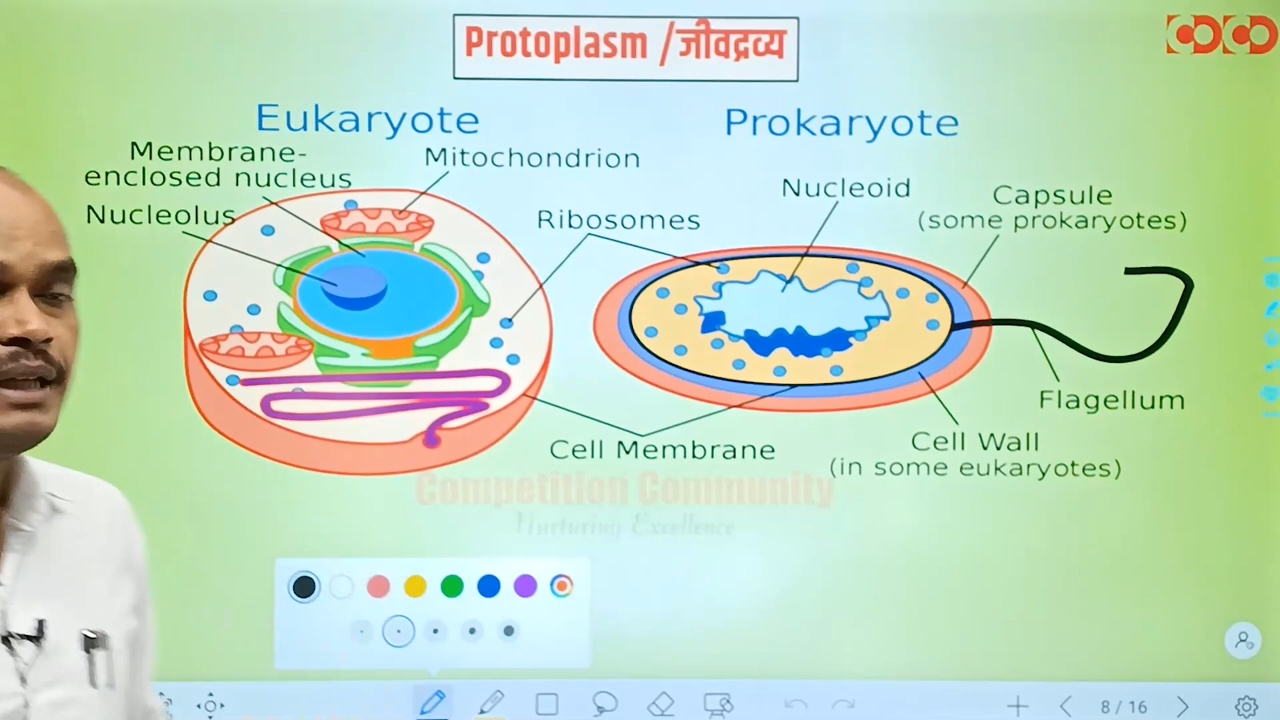 Protoplasm /जीवद्रव्य
COCO
Eukaryote
Prokaryote
Membrane-
enclosed nucleus
Mitochondrion
Nucleolus
Ribosomes
Nucleoid
Capsule
(some prokaryotes)
Flagellum
Cell Membrane
Cell Wall
(in some eukaryotes)
Competition Community
Nurturing Excellence
8 / 16